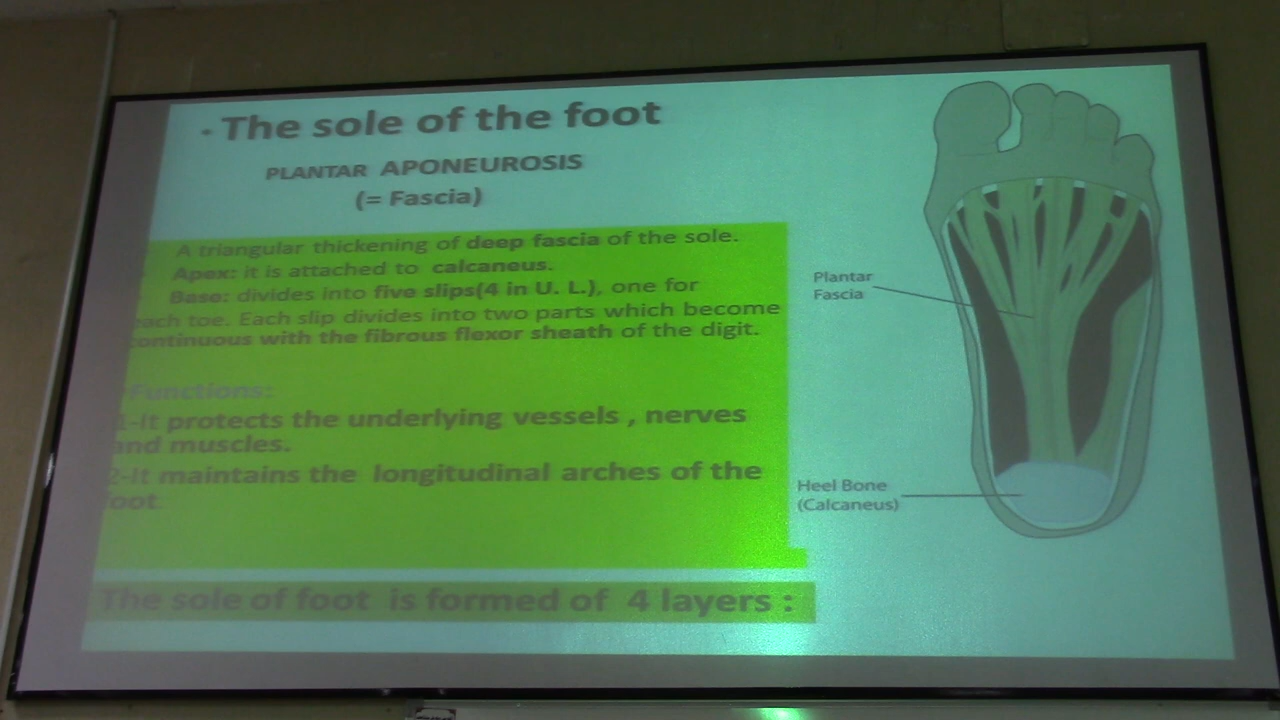 • The sole of the foot
PLANTAR APONEUROSIS
(= Fascia)
A triangular thickening of deep fascia of the sole.
Apex: it is attached to calcaneus.
Base: divides into five slips(4 in U. L.), one for
each toe. Each slip divides into two parts which become
continuous with the fibrous flexor sheath of the digit.
Functions:
1-It protects the underlying vessels , nerves
and muscles.
2-It maintains the longitudinal arches of the
foot.
The sole of foot is formed of 4 layers :
Plantar
Fascia
Heel Bone
(Calcaneus)